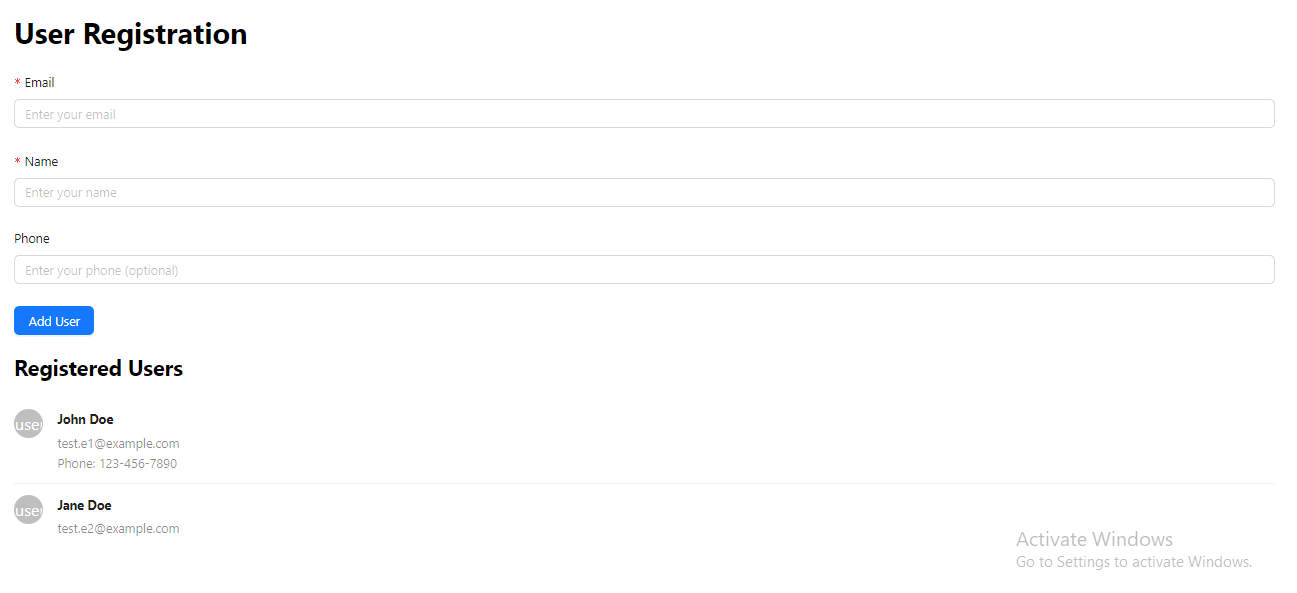 User Registration
* Email
Enter your email
* Name
Enter your name
Phone
Enter your phone (optional)
Add User
Registered Users
use
John Doe
test.e1@example.com
Phone: 123-456-7890
use
Jane Doe
test.e2@example.com
Activate Windows
Go to Settings to activate Windows.